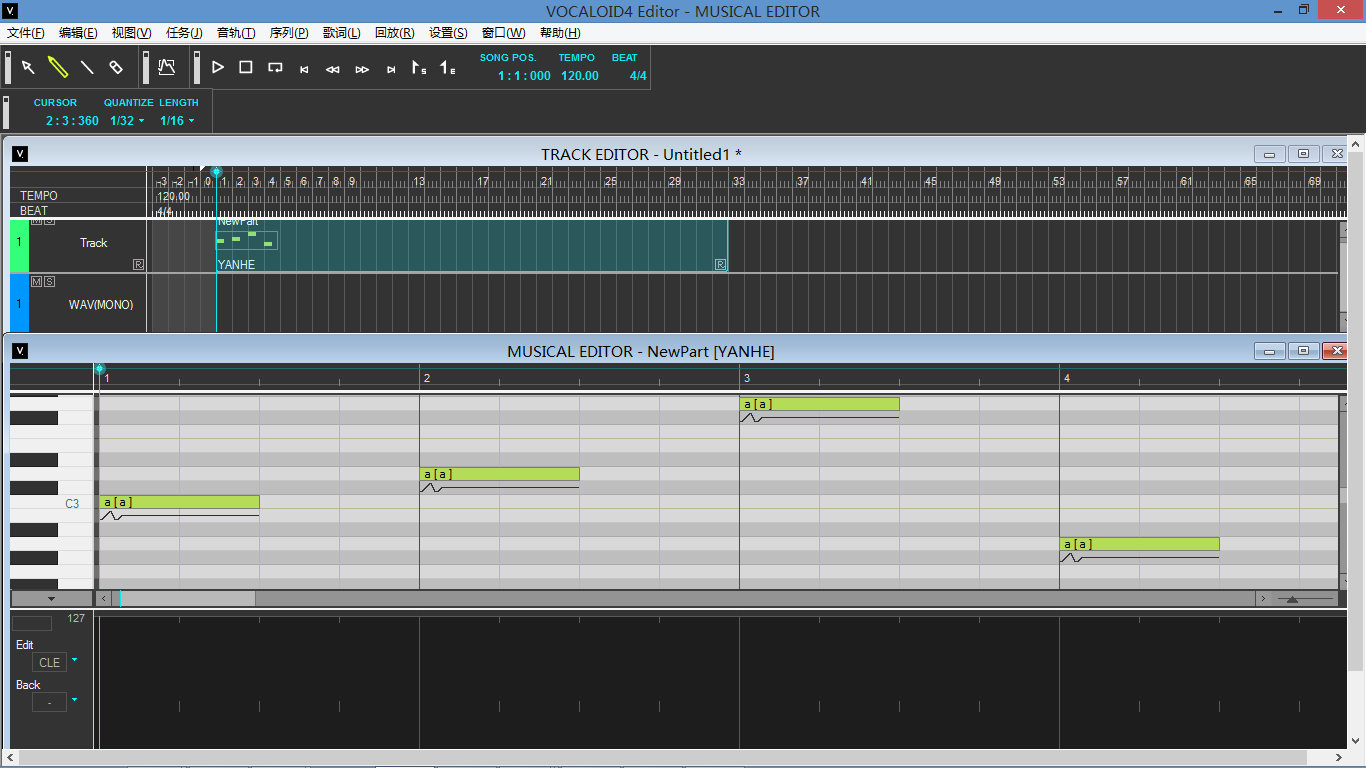 VOCALOID4 Editor - MUSICAL EDITOR
文件(F) 编辑(E) 视图(V) 任务(J) 音轨(T) 序列(P) 歌词(L) 回放(R) 设置(S) 窗口(W) 帮助(H)
SONG POS. TEMPO BEAT
1 : 1 : 000 120.00 4/4
CURSOR QUANTIZE LENGTH
2 : 3 : 360 1/32 1/16
TRACK EDITOR - Untitled1 *
-3 -2 -1 0 1 2 3 4 5 6 7 8 9 13 17 21 25 29 33 37 41 45 49 53 57 61 65 69
TEMPO 120.00
BEAT 4/4
M S NewPart
1 Track
R YANHE R
M S
1 WAV(MONO)
MUSICAL EDITOR - NewPart [YANHE]
1 2 3 4
a [ a ]
a [ a ]
C3 a [ a ]
a [ a ]
127
Edit
CLE
Back
-